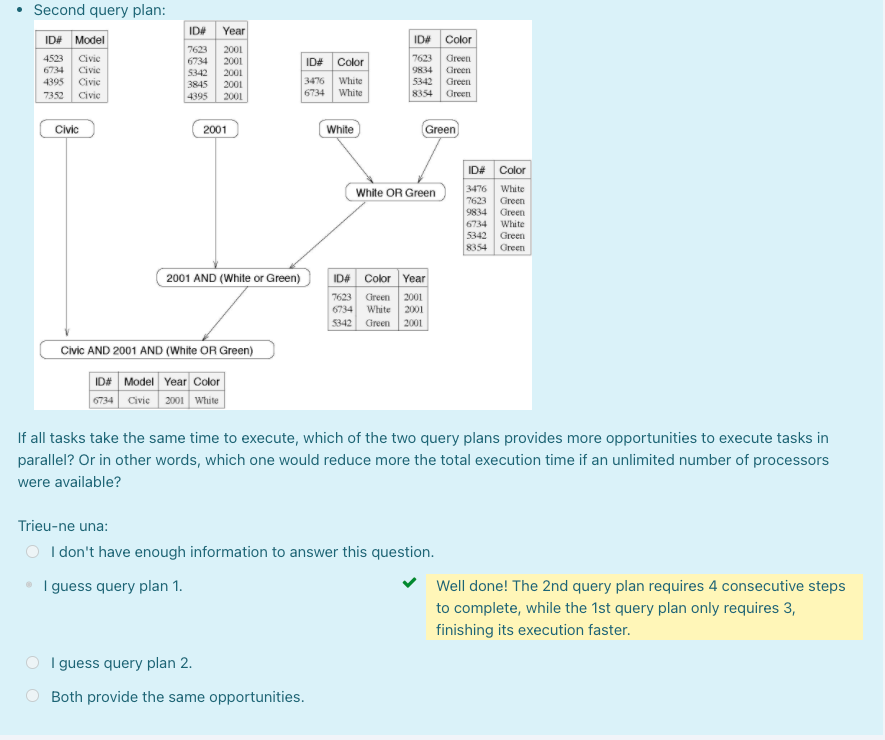 • Second query plan:
ID# Model
4523 Civic
6734 Civic
4395 Civic
7352 Civic
ID# Year
7623 2001
6734 2001
5342 2001
3845 2001
4395 2001
ID# Color
3476 White
6734 White
ID# Color
7623 Green
9834 Green
5342 Green
8354 Green
Civic
2001
White
Green
White OR Green
ID# Color
3476 White
7623 Green
9834 Green
6734 White
5342 Green
8354 Green
2001 AND (White or Green)
ID# Color Year
7623 Green 2001
6734 White 2001
5342 Green 2001
Civic AND 2001 AND (White OR Green)
ID# Model Year Color
6734 Civic 2001 White
If all tasks take the same time to execute, which of the two query plans provides more opportunities to execute tasks in
parallel? Or in other words, which one would reduce more the total execution time if an unlimited number of processors
were available?
Trieu-ne una:
I don't have enough information to answer this question.
I guess query plan 1.
Well done! The 2nd query plan requires 4 consecutive steps
to complete, while the 1st query plan only requires 3,
finishing its execution faster.
I guess query plan 2.
Both provide the same opportunities.